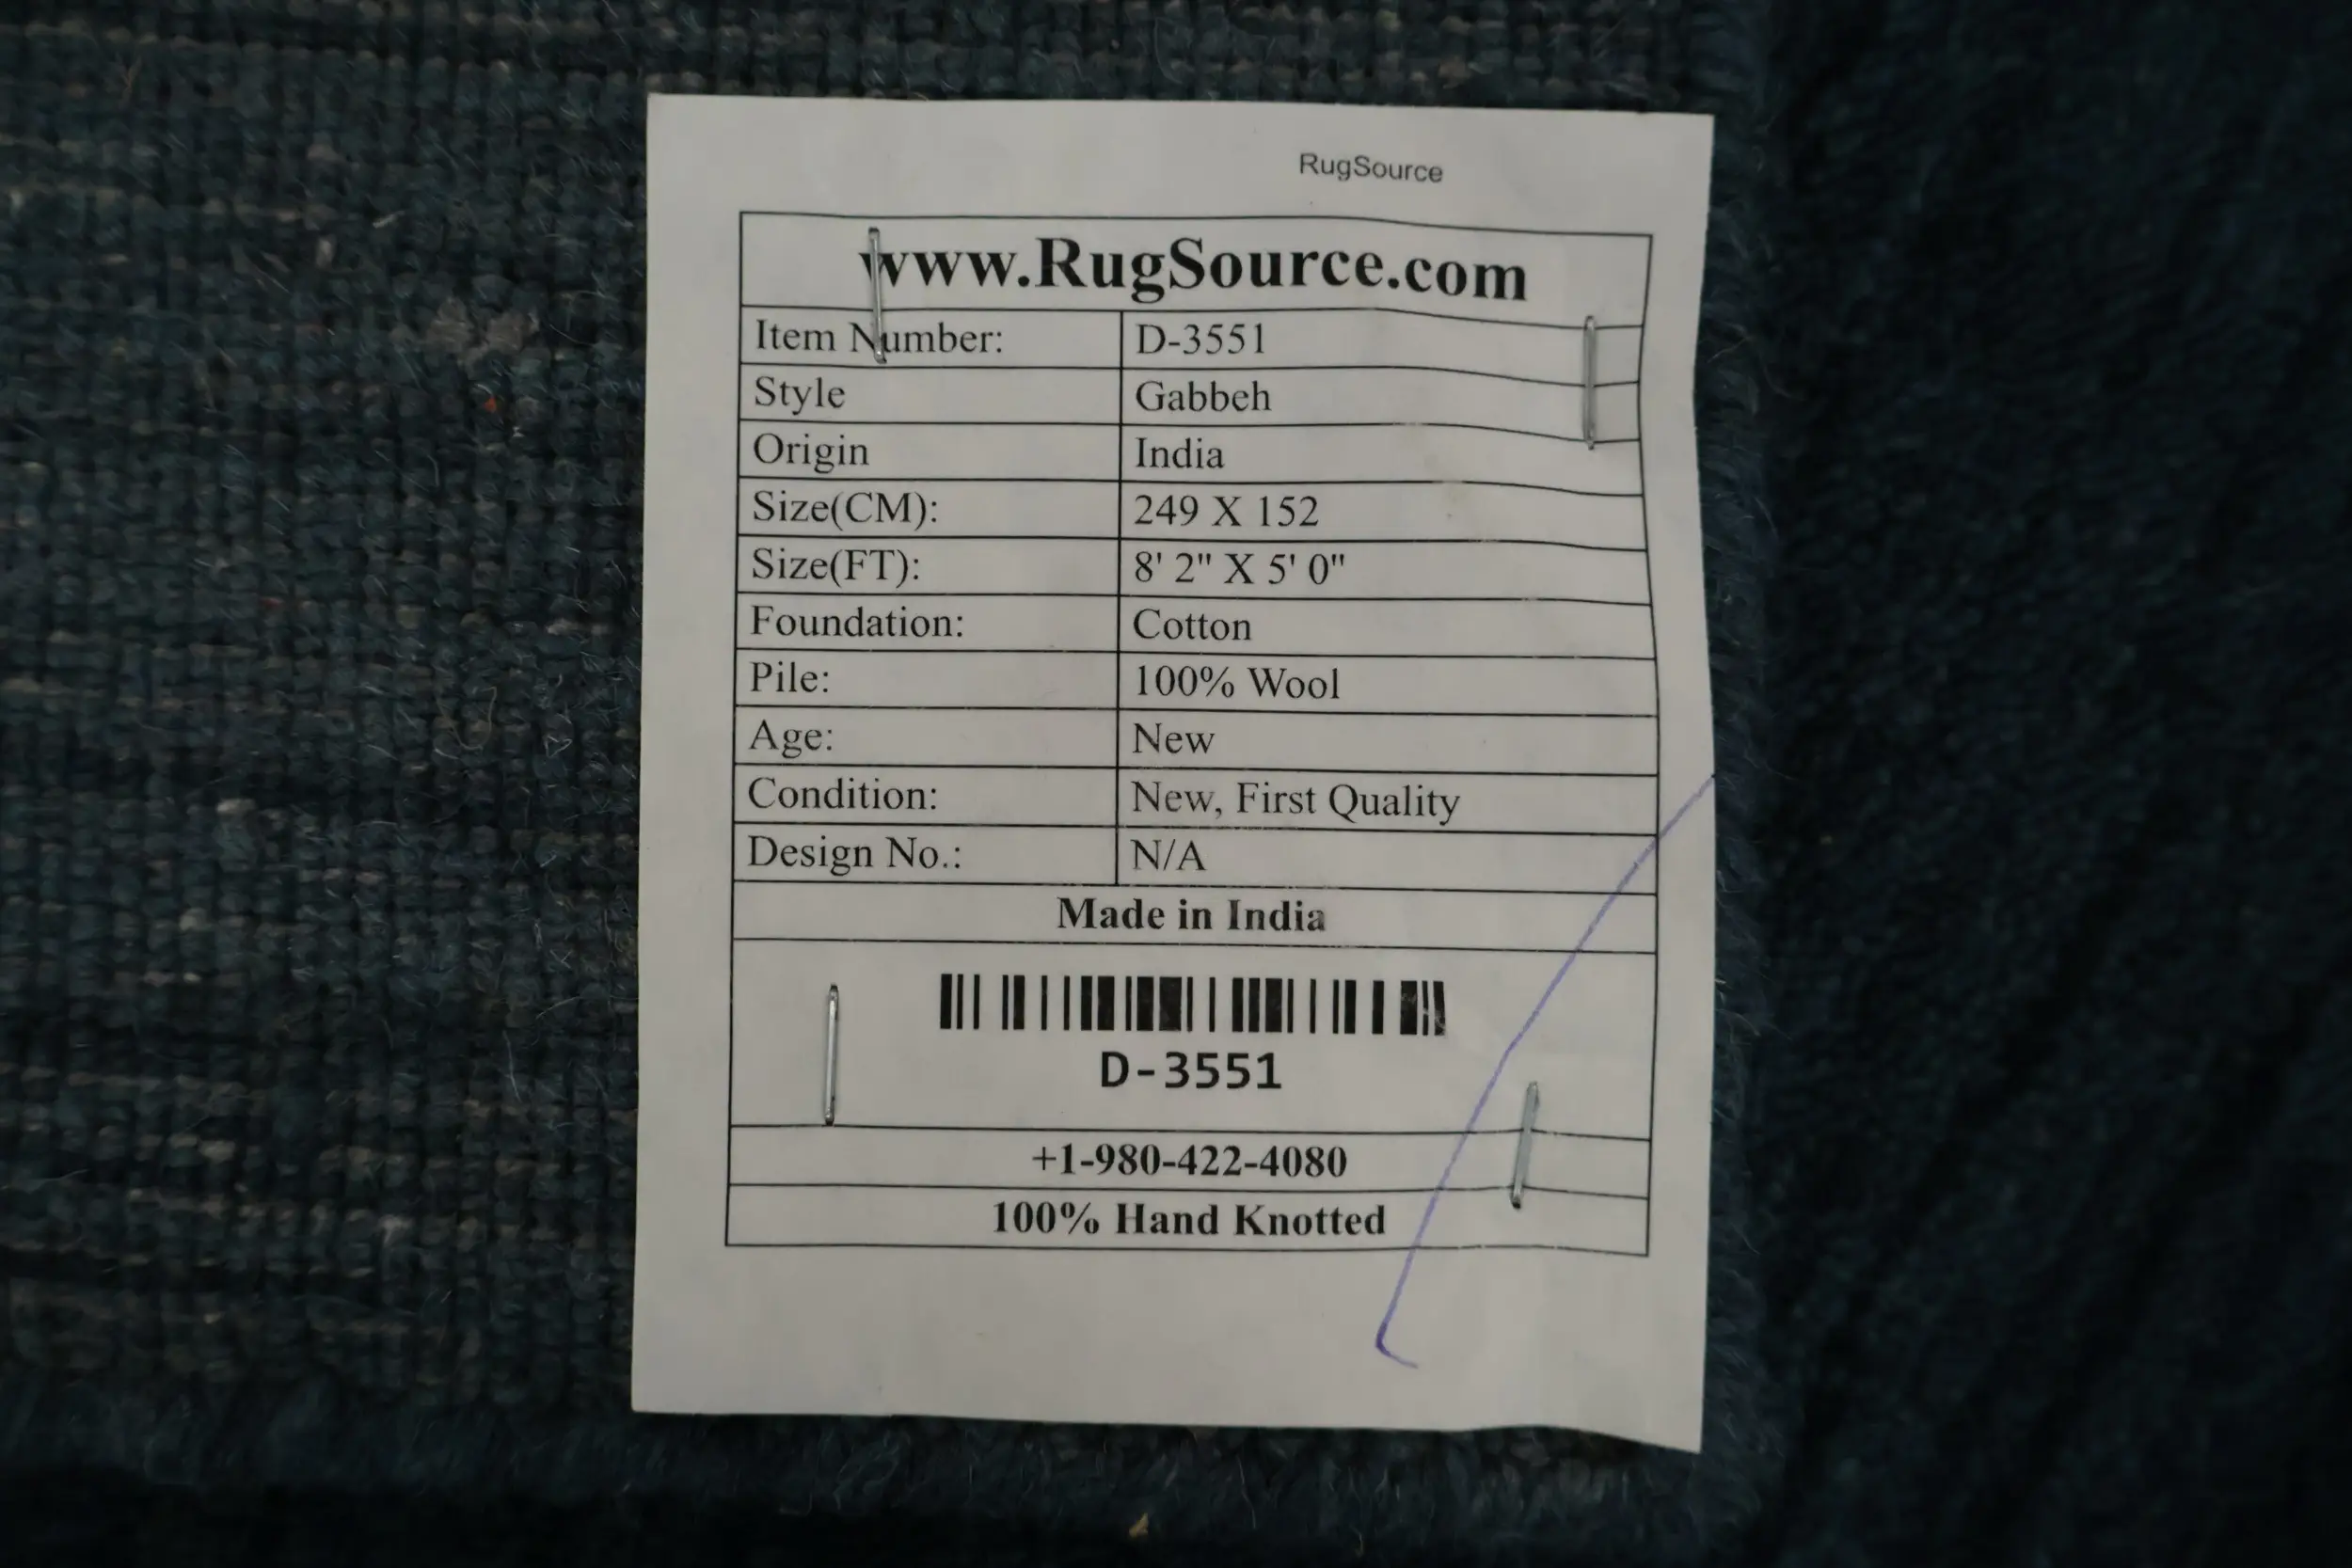 RugSource
www.RugSource.com
Item Number: D-3551
Style Gabbeh
Origin India
Size(CM): 249 X 152
Size(FT): 8' 2" X 5' 0"
Foundation: Cotton
Pile: 100% Wool
Age: New
Condition: New, First Quality
Design No.: N/A
Made in India
D-3551
+1-980-422-4080
100% Hand Knotted